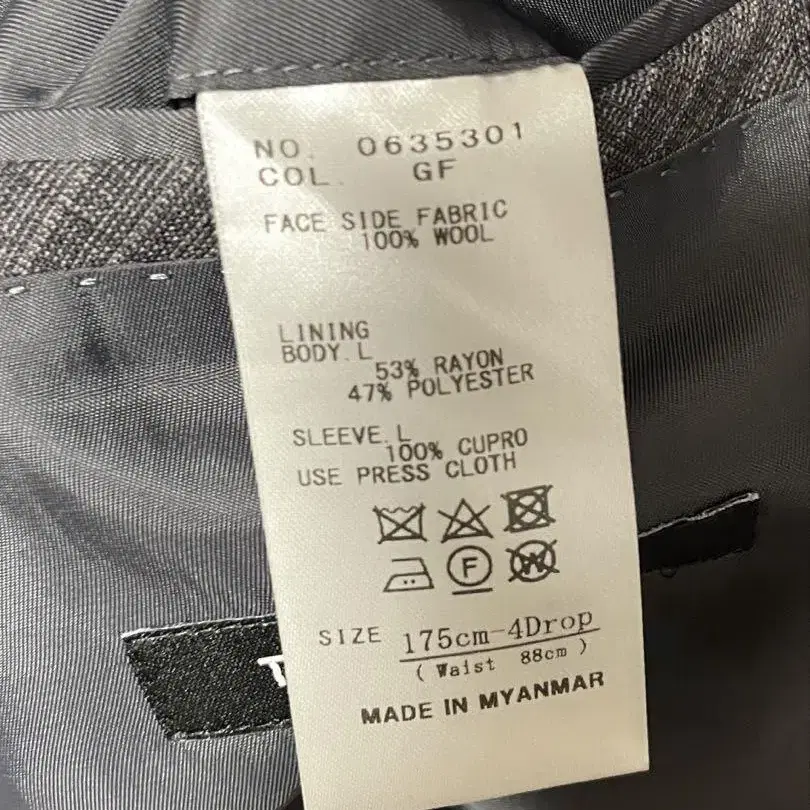 NO. 0635301
COL. GF
FACE SIDE FABRIC
100% WOOL
LINING
BODY.L
53% RAYON
47% POLYESTER
SLEEVE.L
100% CUPRO
USE PRESS CLOTH
F W
SIZE 175cm-4Drop
( Waist 88cm )
MADE IN MYANMAR
T